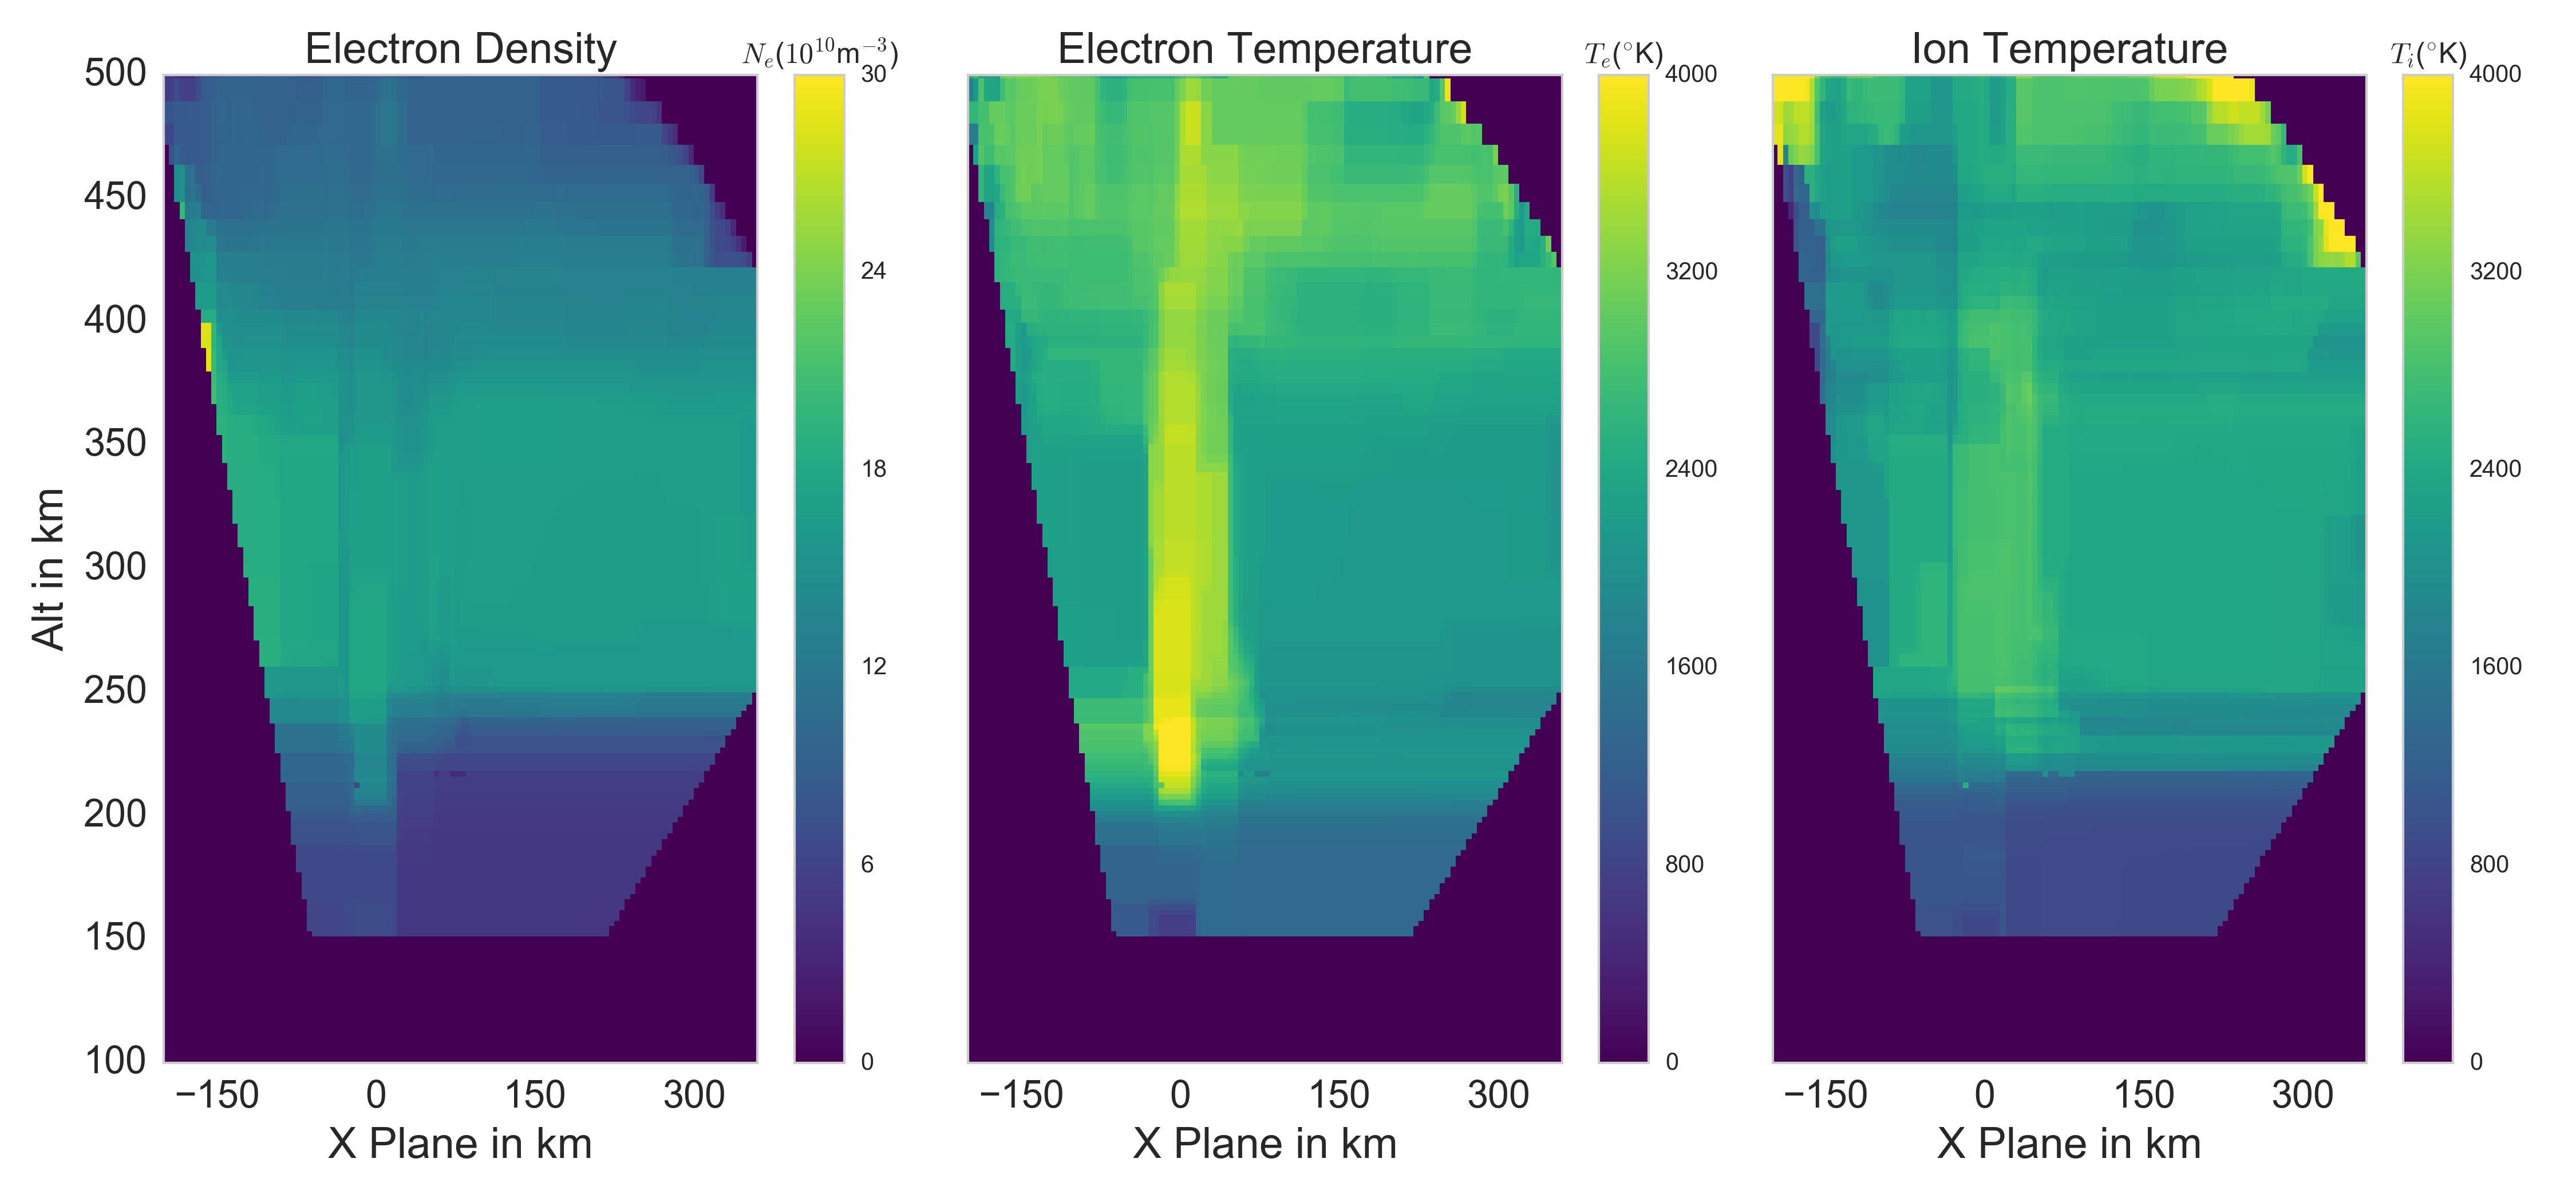 Electron Density
Nₑ(10¹⁰m⁻³)
Electron Temperature
Tₑ(°K)
Ion Temperature
Tᵢ(°K)
Alt in km
500
450
400
350
300
250
200
150
100
−150 0 150 300
X Plane in km
30
24
18
12
6
0
−150 0 150 300
X Plane in km
4000
3200
2400
1600
800
0
−150 0 150 300
X Plane in km
4000
3200
2400
1600
800
0